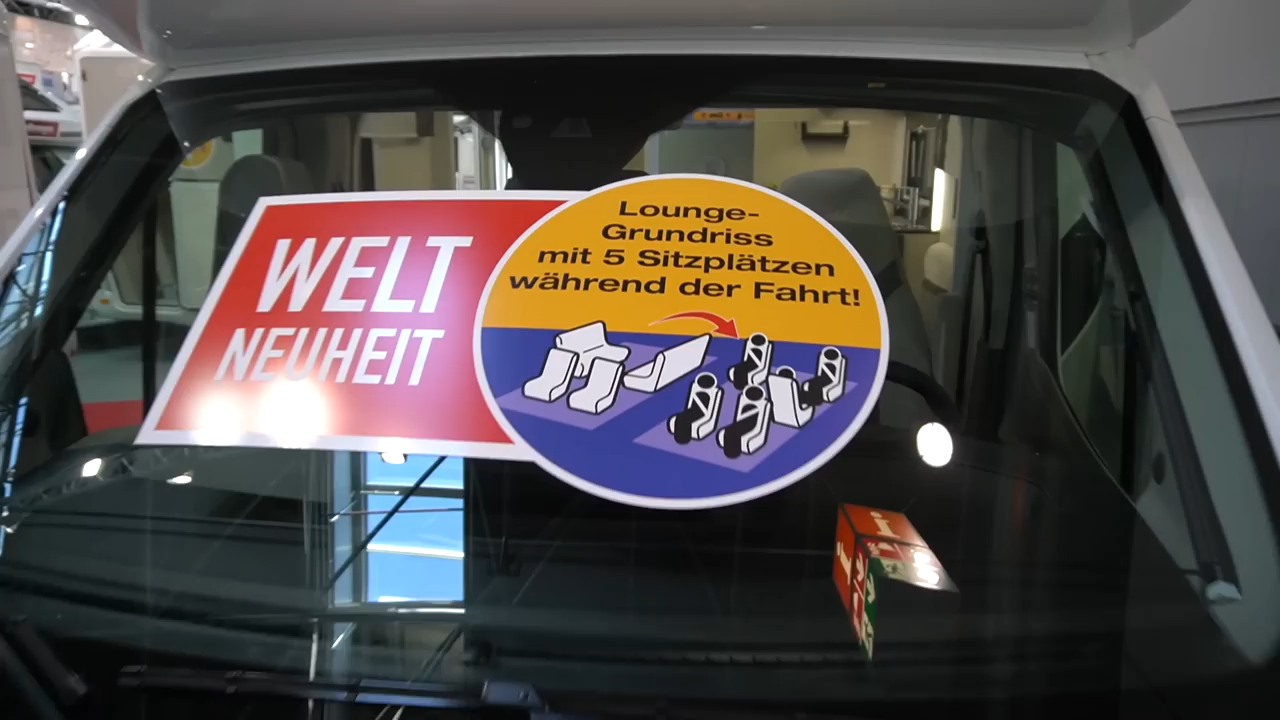 WELT
NEUHEIT
Lounge-
Grundriss
mit 5 Sitzplätzen
während der Fahrt!